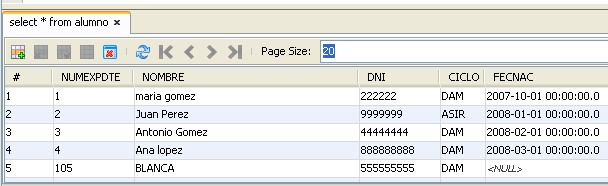 select * from alumno
Page Size: 20
# NUMEXPDTE NOMBRE DNI CICLO FECNAC
1 1 maria gomez 222222 DAM 2007-10-01 00:00:00.0
2 2 Juan Perez 9999999 ASIR 2008-01-01 00:00:00.0
3 3 Antonio Gomez 44444444 DAM 2008-02-01 00:00:00.0
4 4 Ana lopez 888888888 DAM 2008-03-01 00:00:00.0
5 105 BLANCA 555555555 DAM <NULL>